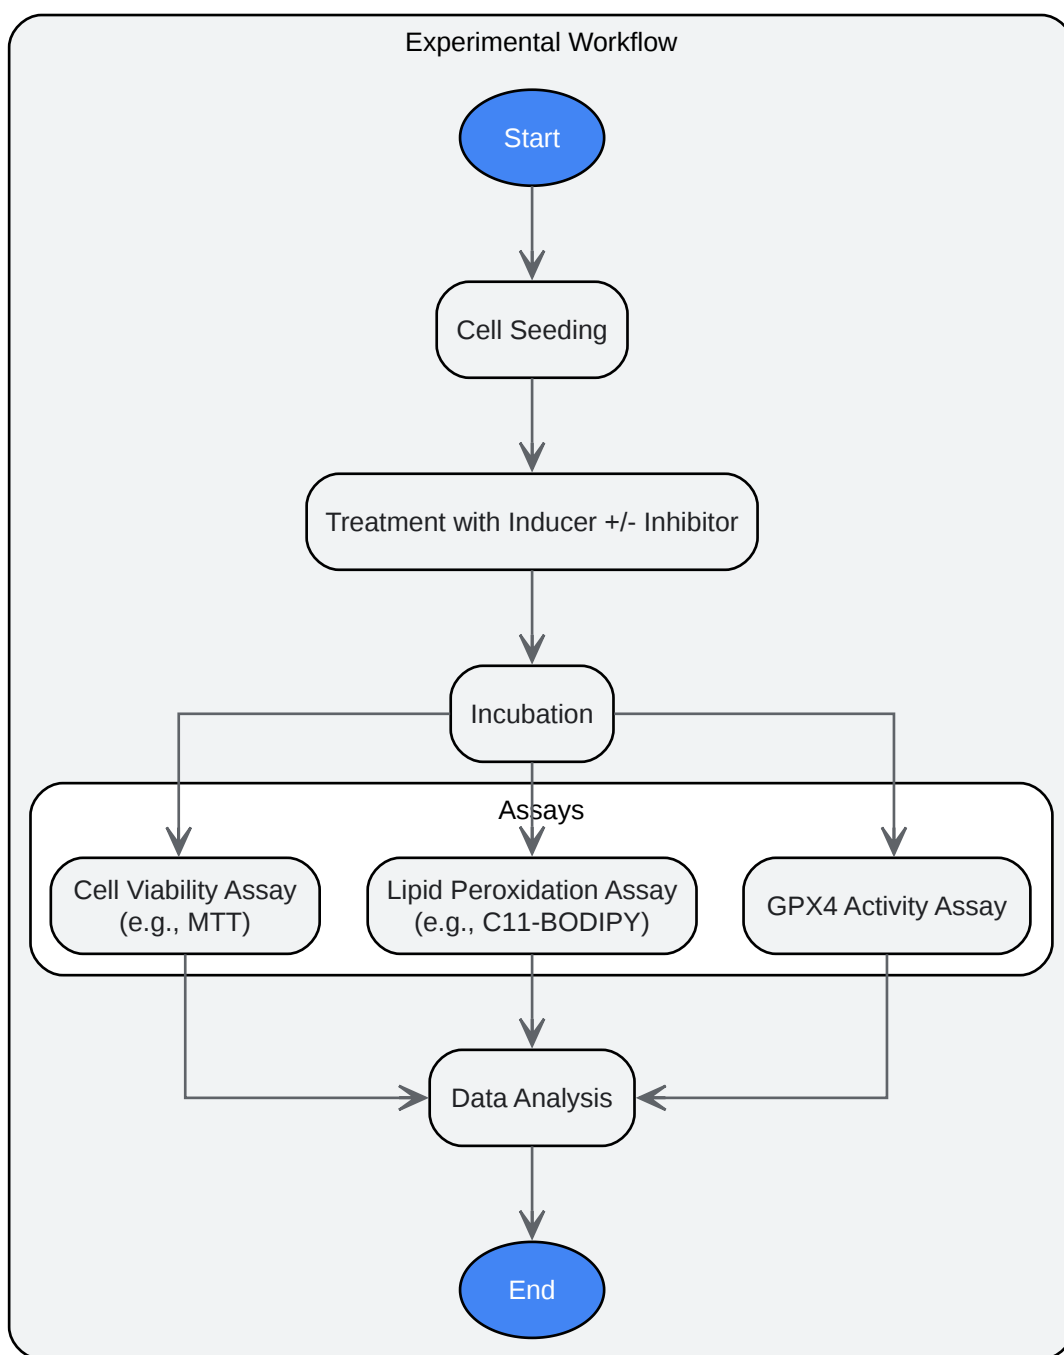 Experimental Workflow
Start
Cell Seeding
Treatment with Inducer +/- Inhibitor
Incubation
Assays
Cell Viability Assay
(e.g., MTT)
Lipid Peroxidation Assay
(e.g., C11-BODIPY)
GPX4 Activity Assay
Data Analysis
End